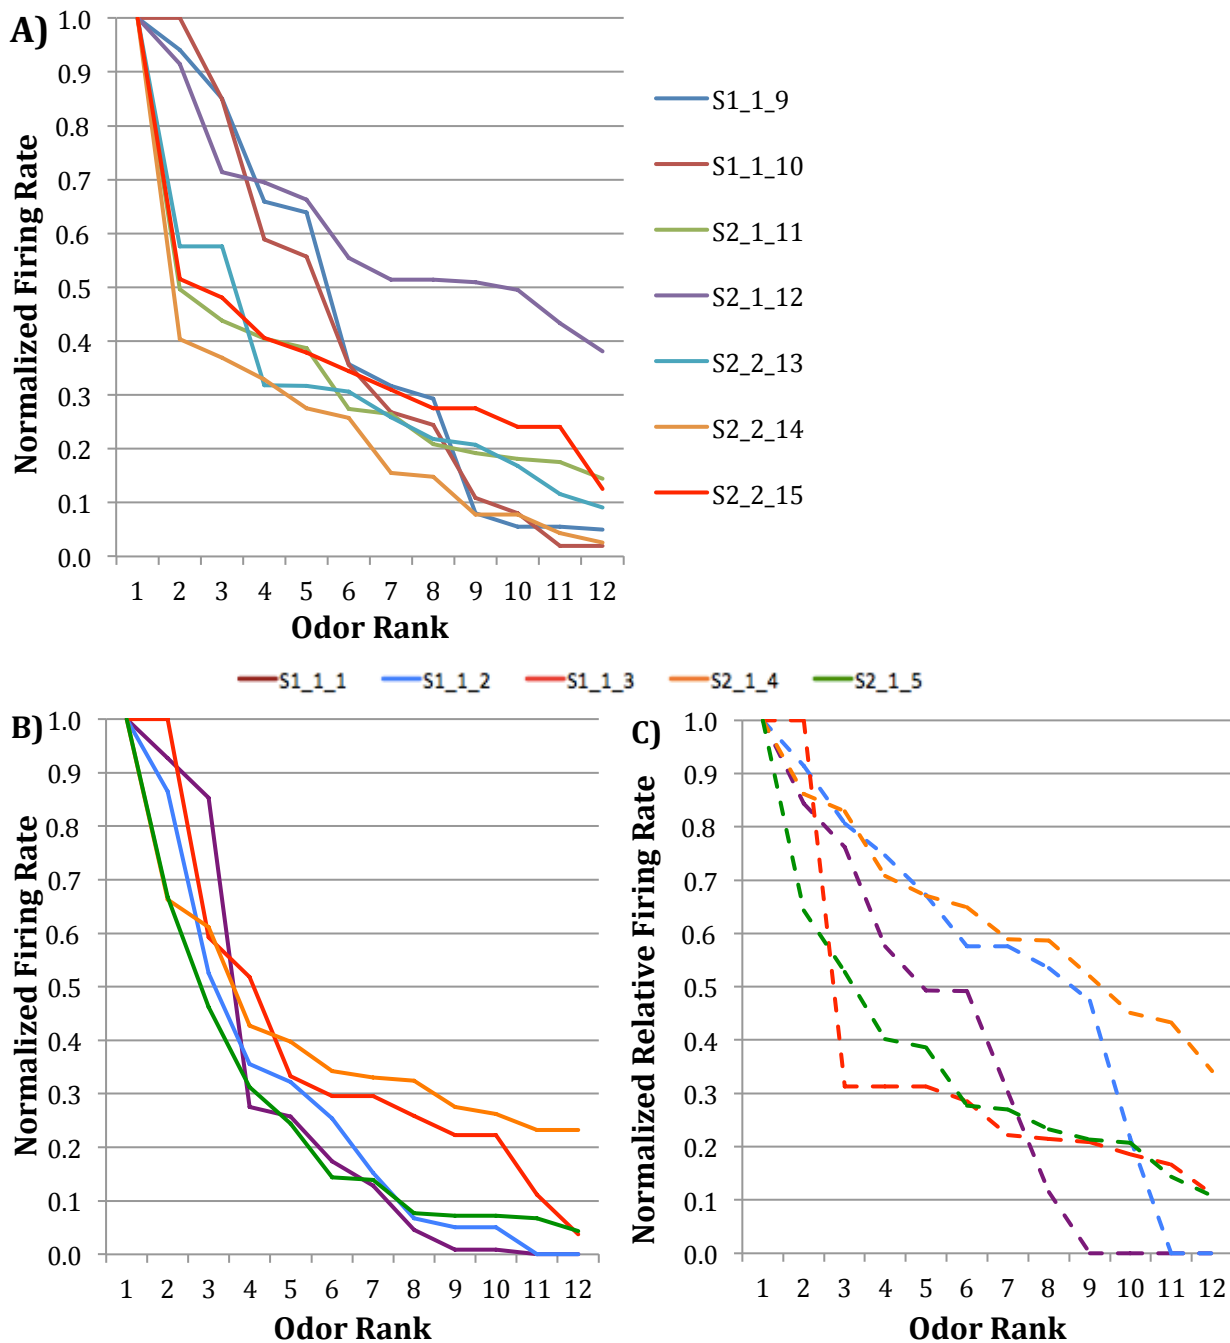 A)
Normalized Firing Rate
1.0
0.9
0.8
0.7
0.6
0.5
0.4
0.3
0.2
0.1
0.0
1 2 3 4 5 6 7 8 9 10 11 12
Odor Rank
S1_1_9
S1_1_10
S2_1_11
S2_1_12
S2_2_13
S2_2_14
S2_2_15
S1_1_1 S1_1_2 S1_1_3 S2_1_4 S2_1_5
B)
Normalized Firing Rate
1.0
0.9
0.8
0.7
0.6
0.5
0.4
0.3
0.2
0.1
0.0
1 2 3 4 5 6 7 8 9 10 11 12
Odor Rank
C)
Normalized Relative Firing Rate
1.0
0.9
0.8
0.7
0.6
0.5
0.4
0.3
0.2
0.1
0.0
1 2 3 4 5 6 7 8 9 10 11 12
Odor Rank